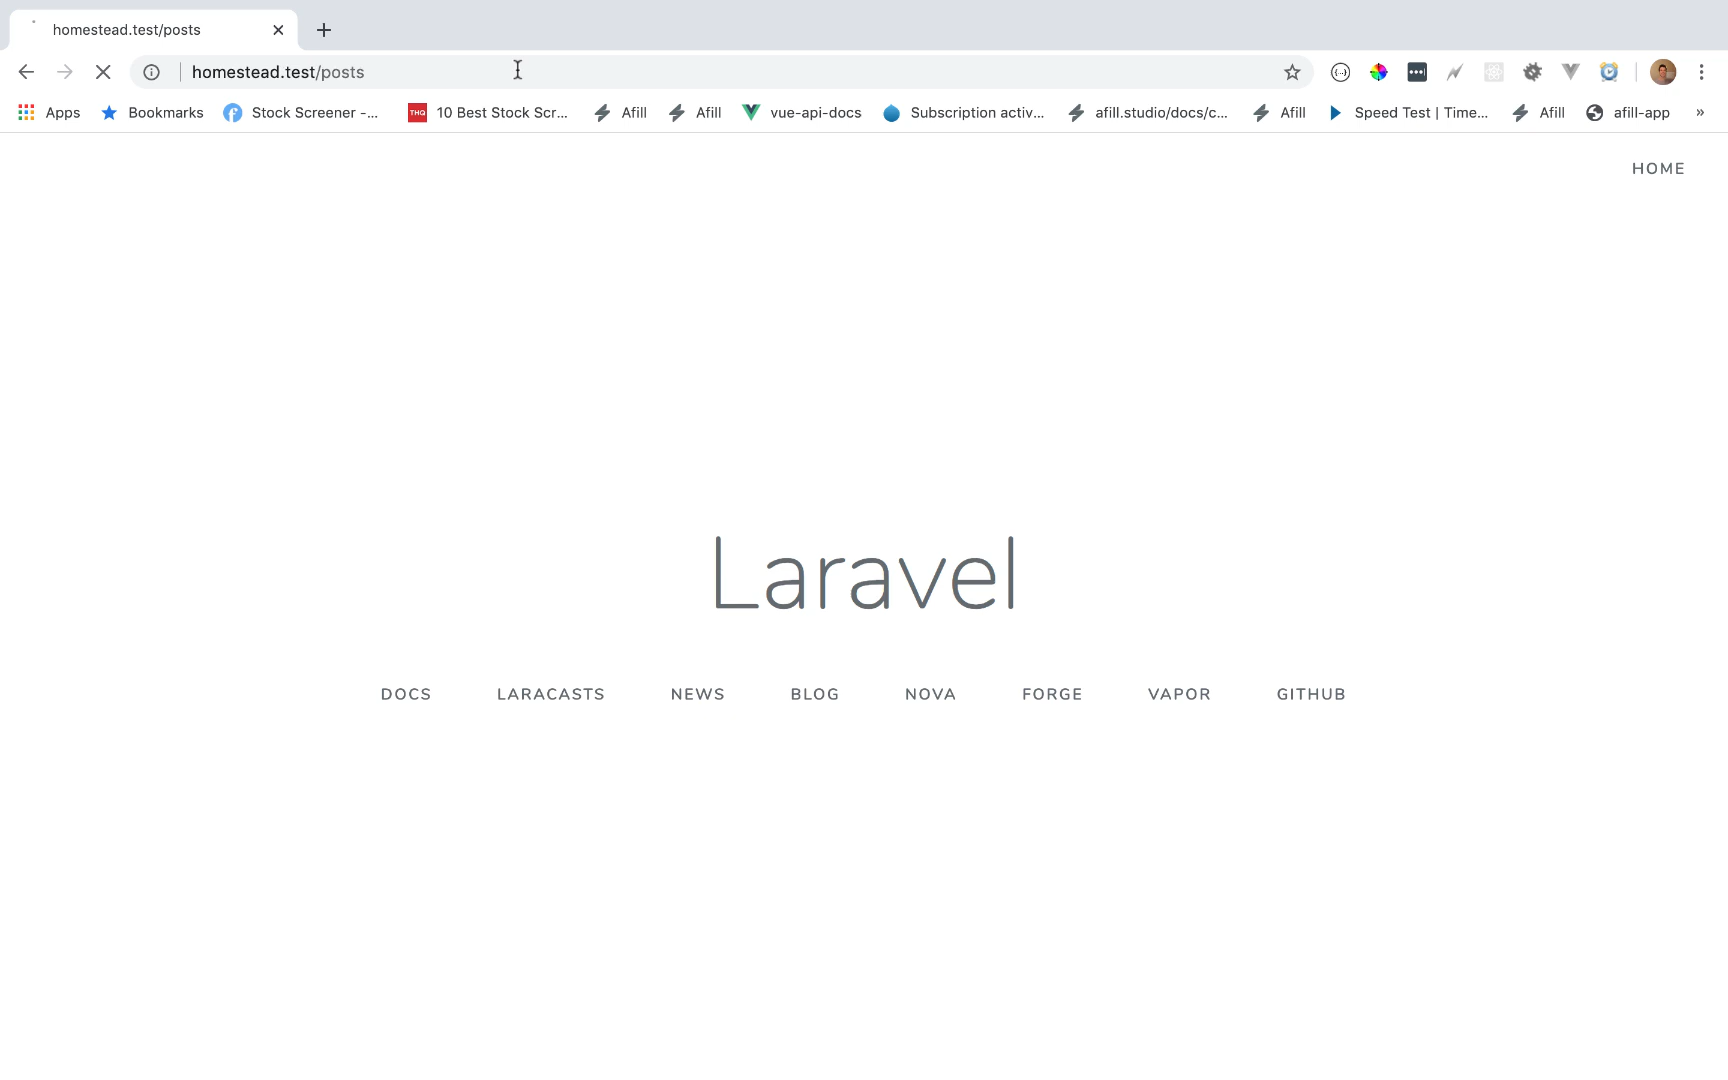 homestead.test/posts
homestead.test/posts
Apps Bookmarks Stock Screener -... THQ 10 Best Stock Scr... Afill Afill vue-api-docs Subscription activ... afill.studio/docs/c... Afill Speed Test | Time... Afill afill-app »
HOME
Laravel
DOCS LARACASTS NEWS BLOG NOVA FORGE VAPOR GITHUB